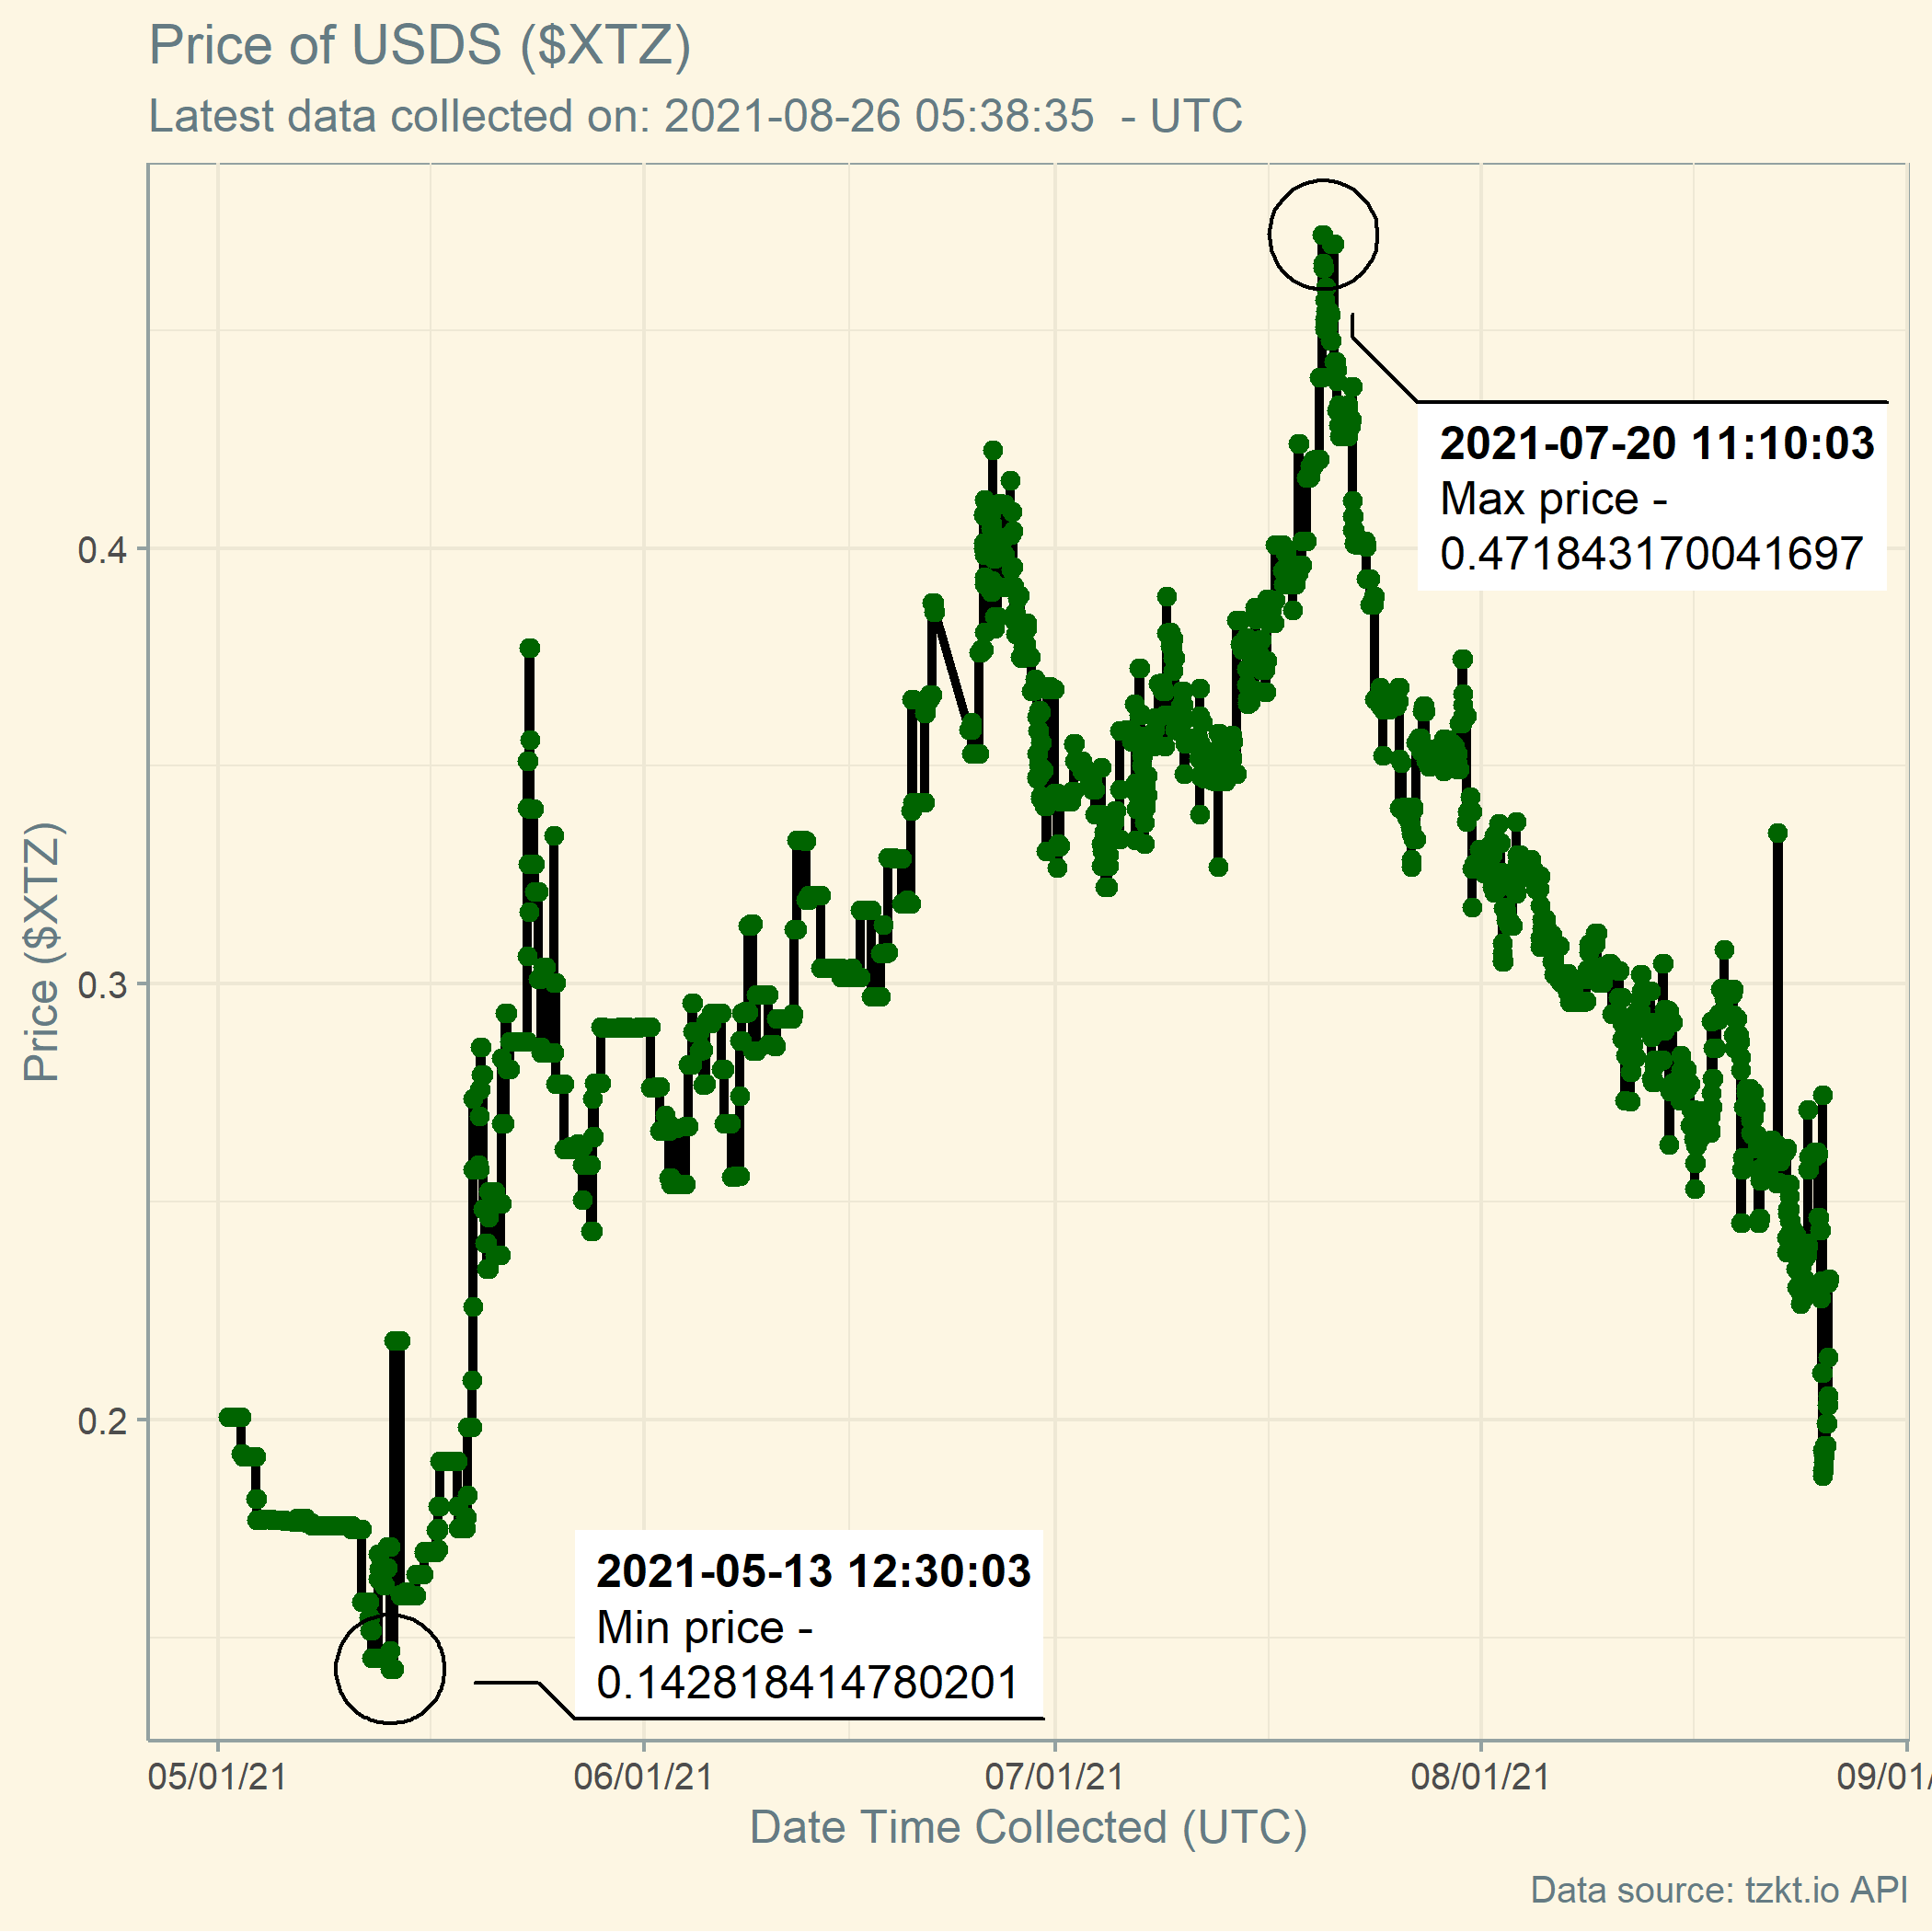 Price of USDS ($XTZ)
Latest data collected on: 2021-08-26 05:38:35  - UTC
2021-07-20 11:10:03
Max price -
0.471843170041697
0.4
0.3
0.2
Price ($XTZ)
2021-05-13 12:30:03
Min price -
0.142818414780201
05/01/21
06/01/21
07/01/21
08/01/21
09/01/
Date Time Collected (UTC)
Data source: tzkt.io API